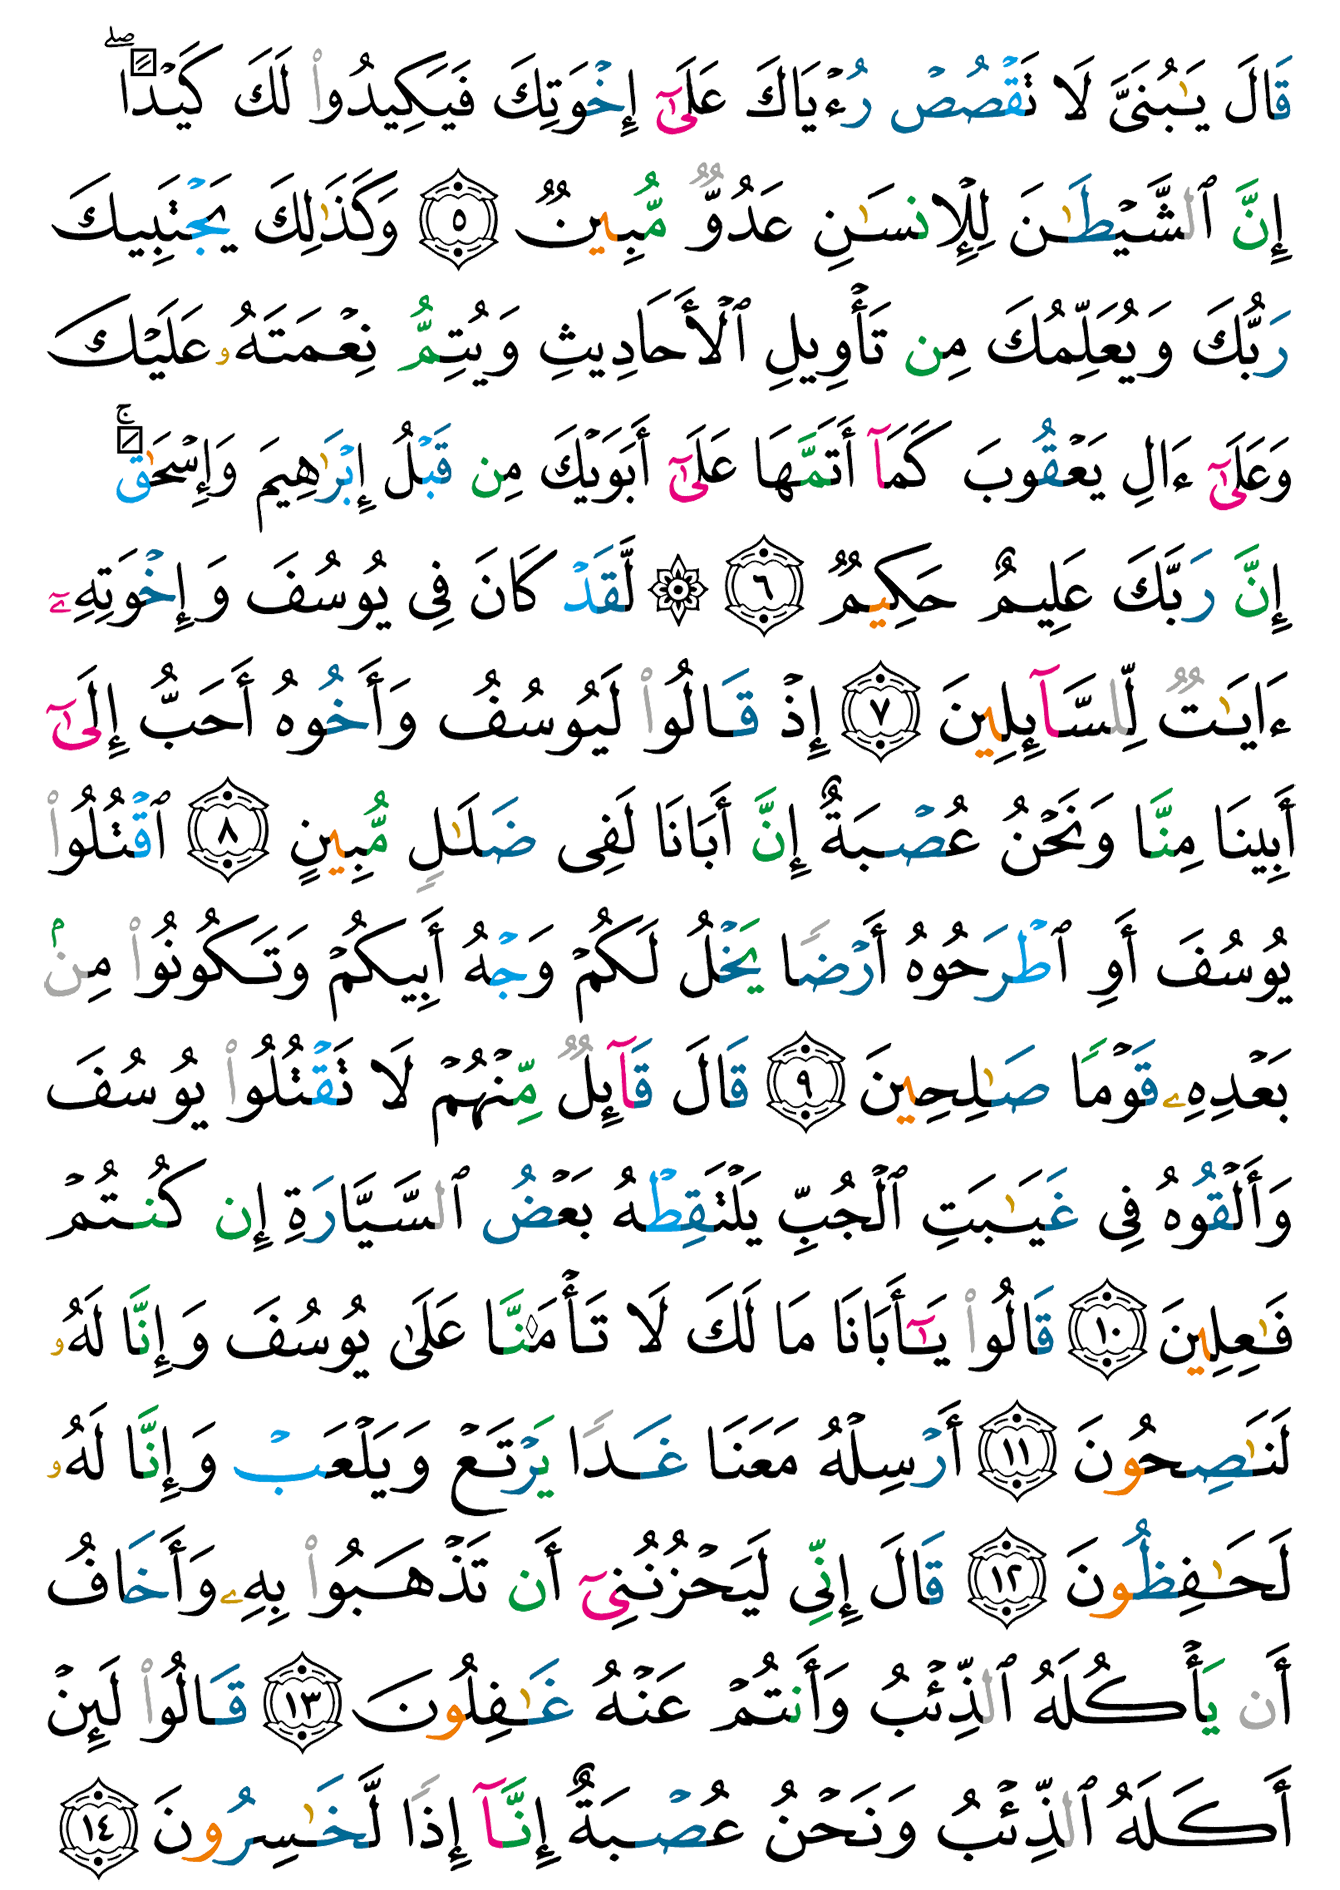 قَالَ يَـٰبُنَىَّ لَا تَقۡصُصۡ رُءۡيَاكَ عَلَىٰٓ إِخۡوَتِكَ فَيَكِيدُواْ لَكَ كَيۡدًاۖ
إِنَّ ٱلشَّيۡطَـٰنَ لِلۡإِنسَـٰنِ عَدُوࣱّ مُّبِينࣱ ٥ وَكَذَٰلِكَ يَجۡتَبِيكَ
رَبُّكَ وَيُعَلِّمُكَ مِن تَأۡوِيلِ ٱلۡأَحَادِيثِ وَيُتِمُّ نِعۡمَتَهُۥ عَلَيۡكَ
وَعَلَىٰٓ ءَالِ يَعۡقُوبَ كَمَآ أَتَمَّهَا عَلَىٰٓ أَبَوَيۡكَ مِن قَبۡلُ إِبۡرَٰهِيمَ وَإِسۡحَـٰقَۚ
إِنَّ رَبَّكَ عَلِيمٌ حَكِيمࣱ ٦ ۞ لَّقَدۡ كَانَ فِى يُوسُفَ وَإِخۡوَتِهِۦٓ
ءَايَـٰتࣱ لِّلسَّآئِلِينَ ٧ إِذۡ قَالُواْ لَيُوسُفُ وَأَخُوهُ أَحَبُّ إِلَىٰٓ
أَبِينَا مِنَّا وَنَحۡنُ عُصۡبَةٌ إِنَّ أَبَانَا لَفِى ضَلَـٰلࣲ مُّبِينٍ ٨ ٱقۡتُلُواْ
يُوسُفَ أَوِ ٱطۡرَحُوهُ أَرۡضࣰا يَخۡلُ لَكُمۡ وَجۡهُ أَبِيكُمۡ وَتَكُونُواْ مِنۢ
بَعۡدِهِۦ قَوۡمࣰا صَـٰلِحِينَ ٩ قَالَ قَآئِلࣱ مِّنۡهُمۡ لَا تَقۡتُلُواْ يُوسُفَ
وَأَلۡقُوهُ فِى غَيَـٰبَتِ ٱلۡجُبِّ يَلۡتَقِطۡهُ بَعۡضُ ٱلسَّيَّارَةِ إِن كُنتُمۡ
فَـٰعِلِينَ ١٠ قَالُواْ يَـٰٓأَبَانَا مَا لَكَ لَا تَأۡمَ۬نَّا عَلَىٰ يُوسُفَ وَإِنَّا لَهُۥ
لَنَـٰصِحُونَ ١١ أَرۡسِلۡهُ مَعَنَا غَدࣰا يَرۡتَعۡ وَيَلۡعَبۡ وَإِنَّا لَهُۥ
لَحَـٰفِظُونَ ١٢ قَالَ إِنِّى لَيَحۡزُنُنِىٓ أَن تَذۡهَبُواْ بِهِۦ وَأَخَافُ
أَن يَأۡكُلَهُ ٱلذِّئۡبُ وَأَنتُمۡ عَنۡهُ غَـٰفِلُونَ ١٣ قَالُواْ لَئِنۡ
أَكَلَهُ ٱلذِّئۡبُ وَنَحۡنُ عُصۡبَةٌ إِنَّآ إِذࣰا لَّخَـٰسِرُونَ ١٤